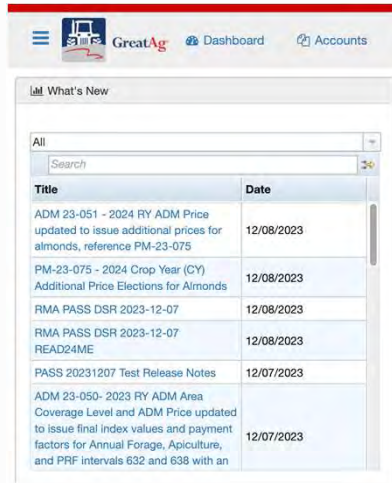 GreatAg
Dashboard
Accounts
What's New
All
Search
Title Date
ADM 23-051 - 2024 RY ADM Price
updated to issue additional prices for
almonds, reference PM-23-075
12/08/2023
PM-23-075 - 2024 Crop Year (CY)
Additional Price Elections for Almonds
12/08/2023
RMA PASS DSR 2023-12-07 12/08/2023
RMA PASS DSR 2023-12-07
READ24ME
12/08/2023
PASS 20231207 Test Release Notes 12/07/2023
ADM 23-050- 2023 RY ADM Area
Coverage Level and ADM Price updated
to issue final index values and payment
factors for Annual Forage, Apiculture,
and PRF intervals 632 and 638 with an
12/07/2023